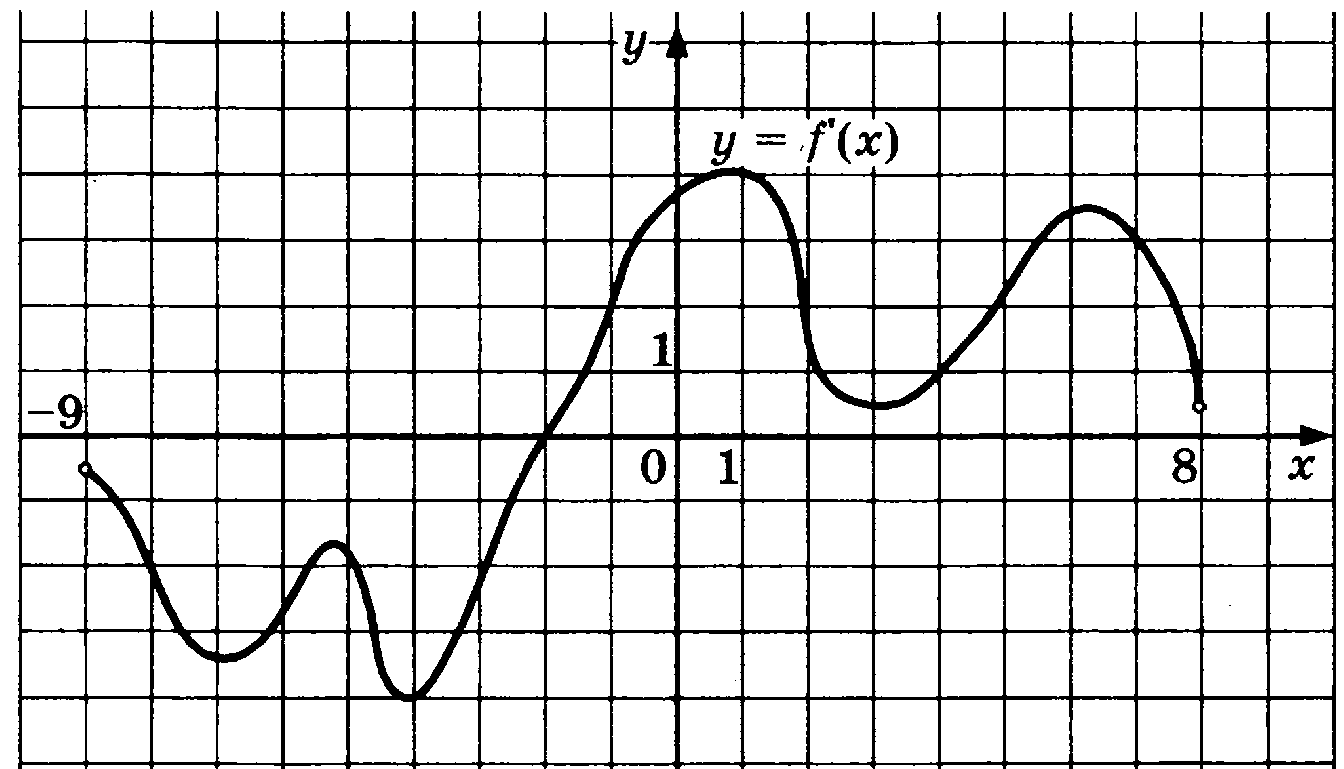 y
y = f'(x)
1
−9
0 1 8 x